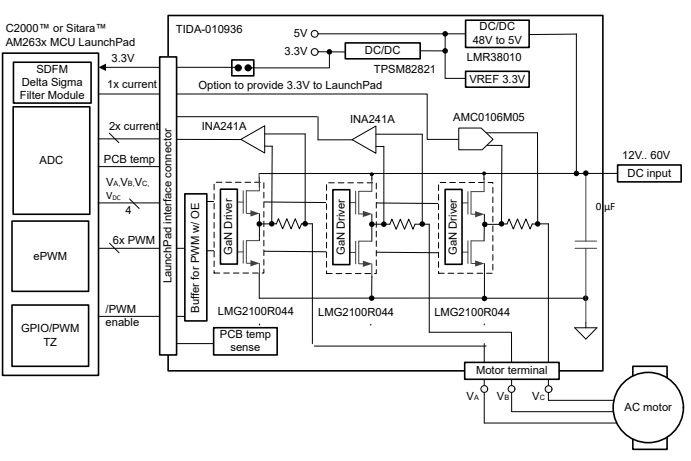 C2000™ or Sitara™
AM263x MCU LaunchPad
TIDA-010936
5V
3.3V
DC/DC
48V to 5V
LMR38010
DC/DC
TPSM82821
VREF 3.3V
3.3V
SDFM
Delta Sigma
Filter Module
1x current
Option to provide 3.3V to LaunchPad
2x current
INA241A
INA241A
AMC0106M05
ADC
PCB temp
VA,VB,VC,
VDC
4
LaunchPad interface connector
12V.. 60V
DC input
0 µF
Buffer for PWM w/ OE
GaN Driver
GaN Driver
GaN Driver
ePWM
6x PWM
/PWM
enable
GPIO/PWM
TZ
LMG2100R044
LMG2100R044
LMG2100R044
PCB temp
sense
Motor terminal
VA
VB
VC
AC motor